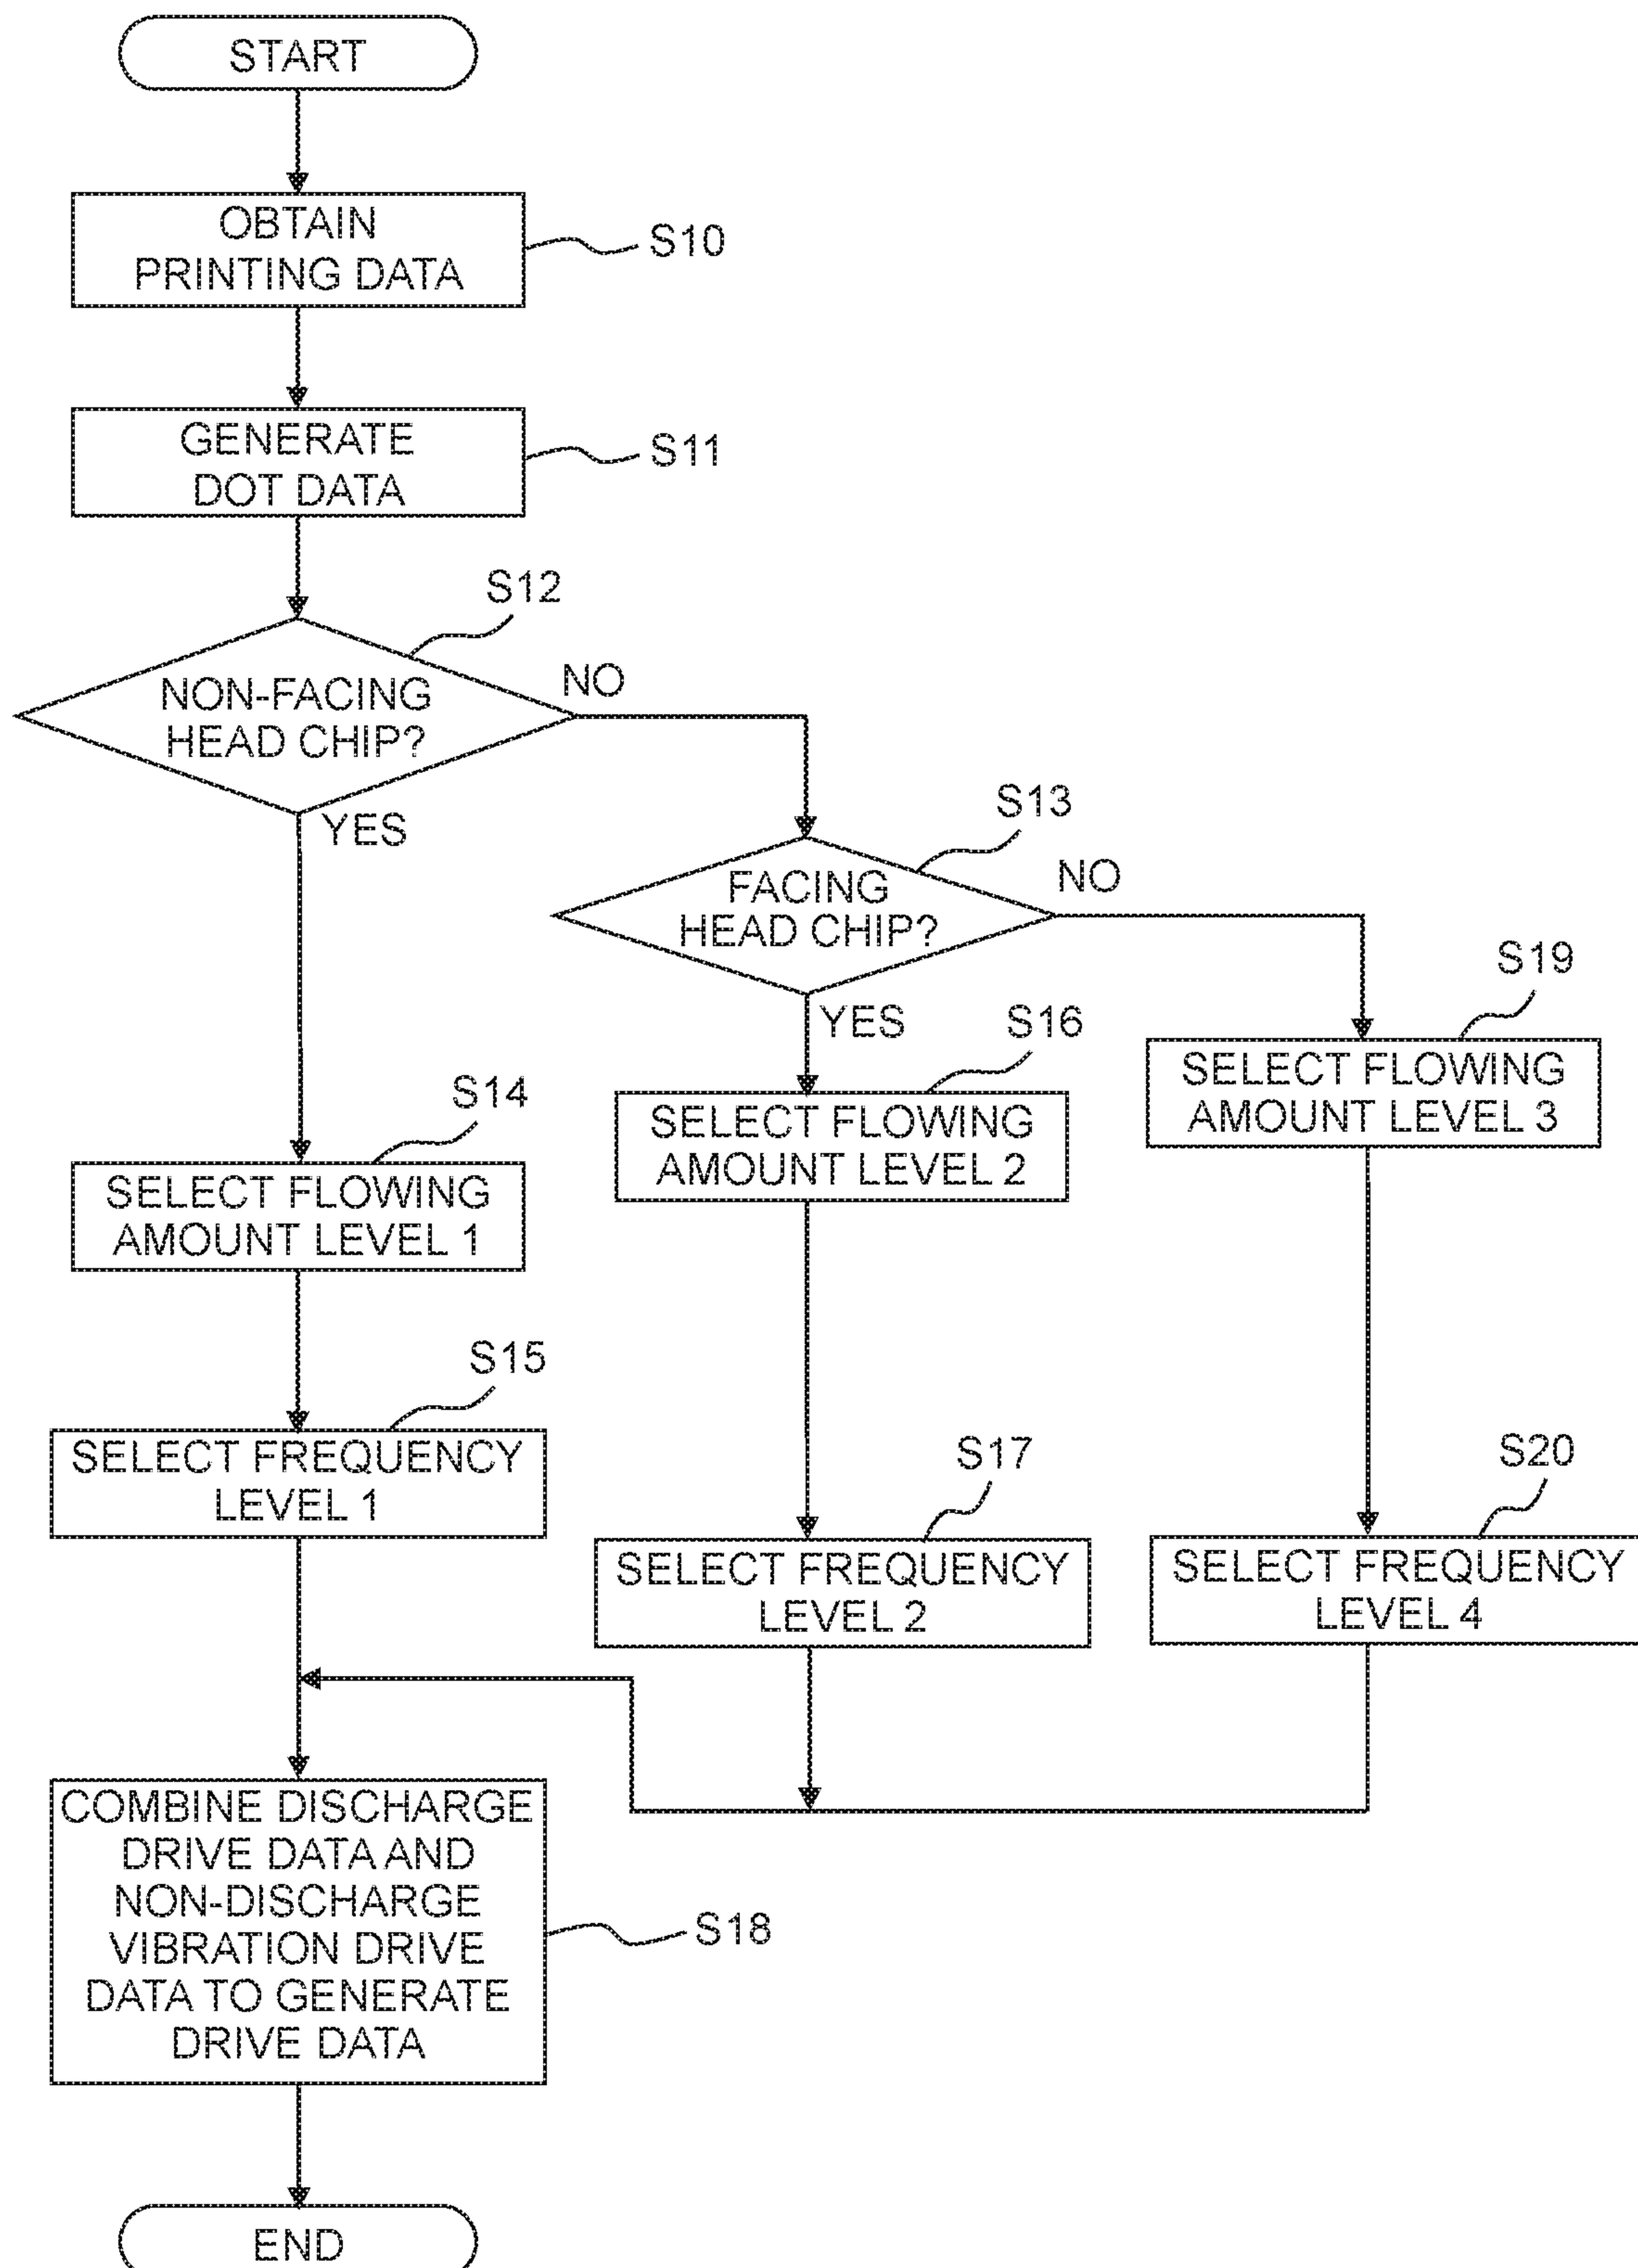 START
OBTAIN
PRINTING DATA
S10
GENERATE
DOT DATA
S11
S12
NON-FACING
HEAD CHIP?
NO
YES
S13
FACING
HEAD CHIP?
NO
YES
S14
SELECT FLOWING
AMOUNT LEVEL 1
S15
SELECT FREQUENCY
LEVEL 1
S16
SELECT FLOWING
AMOUNT LEVEL 2
S17
SELECT FREQUENCY
LEVEL 2
S19
SELECT FLOWING
AMOUNT LEVEL 3
S20
SELECT FREQUENCY
LEVEL 4
COMBINE DISCHARGE
DRIVE DATA AND
NON-DISCHARGE
VIBRATION DRIVE
DATA TO GENERATE
DRIVE DATA
S18
END